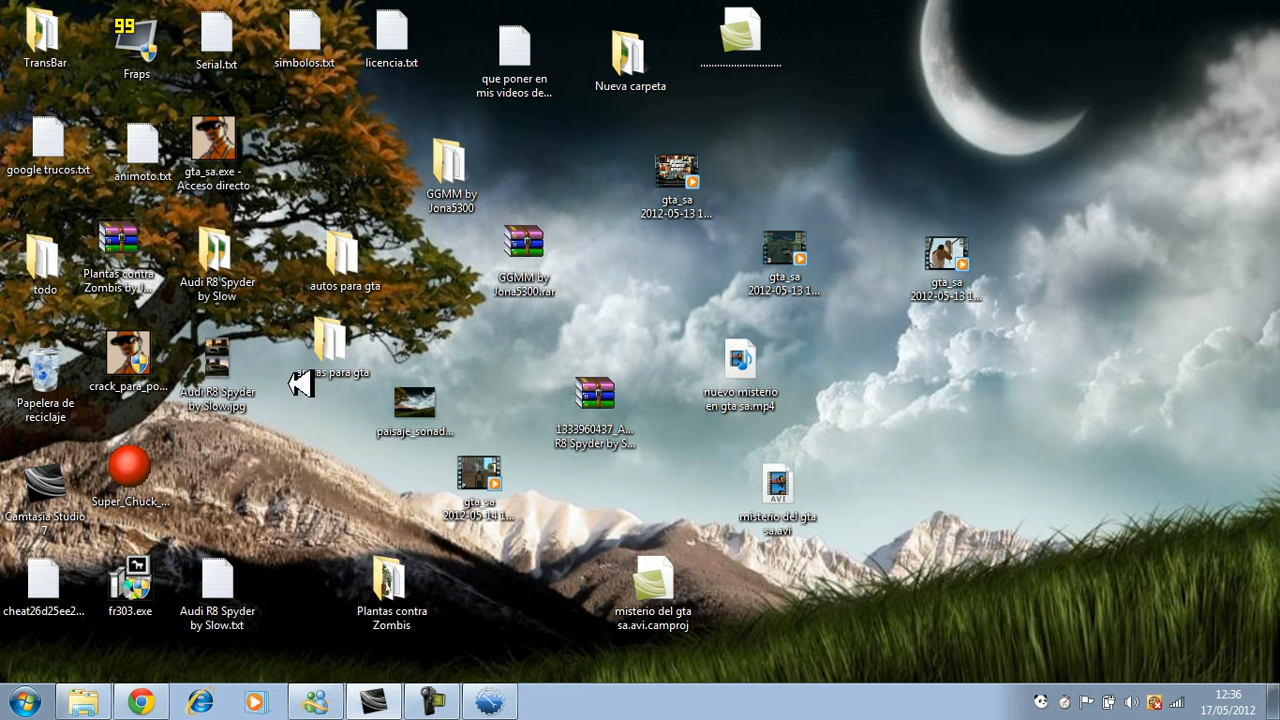 TransBar
99
Fraps
Serial.txt
simbolos.txt
licencia.txt
que poner en
mis videos de...
Nueva carpeta
................................
google trucos.txt
animoto.txt
gta_sa.exe -
Acceso directo
GGMM by
Jona5300
gta_sa
2012-05-13 1...
todo
Plantas contra
Zombis by J...
Audi R8 Spyder
by Slow
autos para gta
GGMM by
Jona5300.rar
gta_sa
2012-05-13 1...
gta_sa
2012-05-13 1...
Papelera de
reciclaje
crack_para_po...
Audi R8 Spyder
by Slow.jpg
para gta
paisaje_sonad...
1333960437_A...
R8 Spyder by S...
nuevo misterio
en gta sa.mp4
Camtasia Studio
7
Super_Chuck_...
gta_sa
2012-05-14 1...
AVI
misterio del gta
sa.avi
cheat26d25ee2...
fr303.exe
Audi R8 Spyder
by Slow.txt
Plantas contra
Zombis
misterio del gta
sa.avi.camproj
12:36
17/05/2012